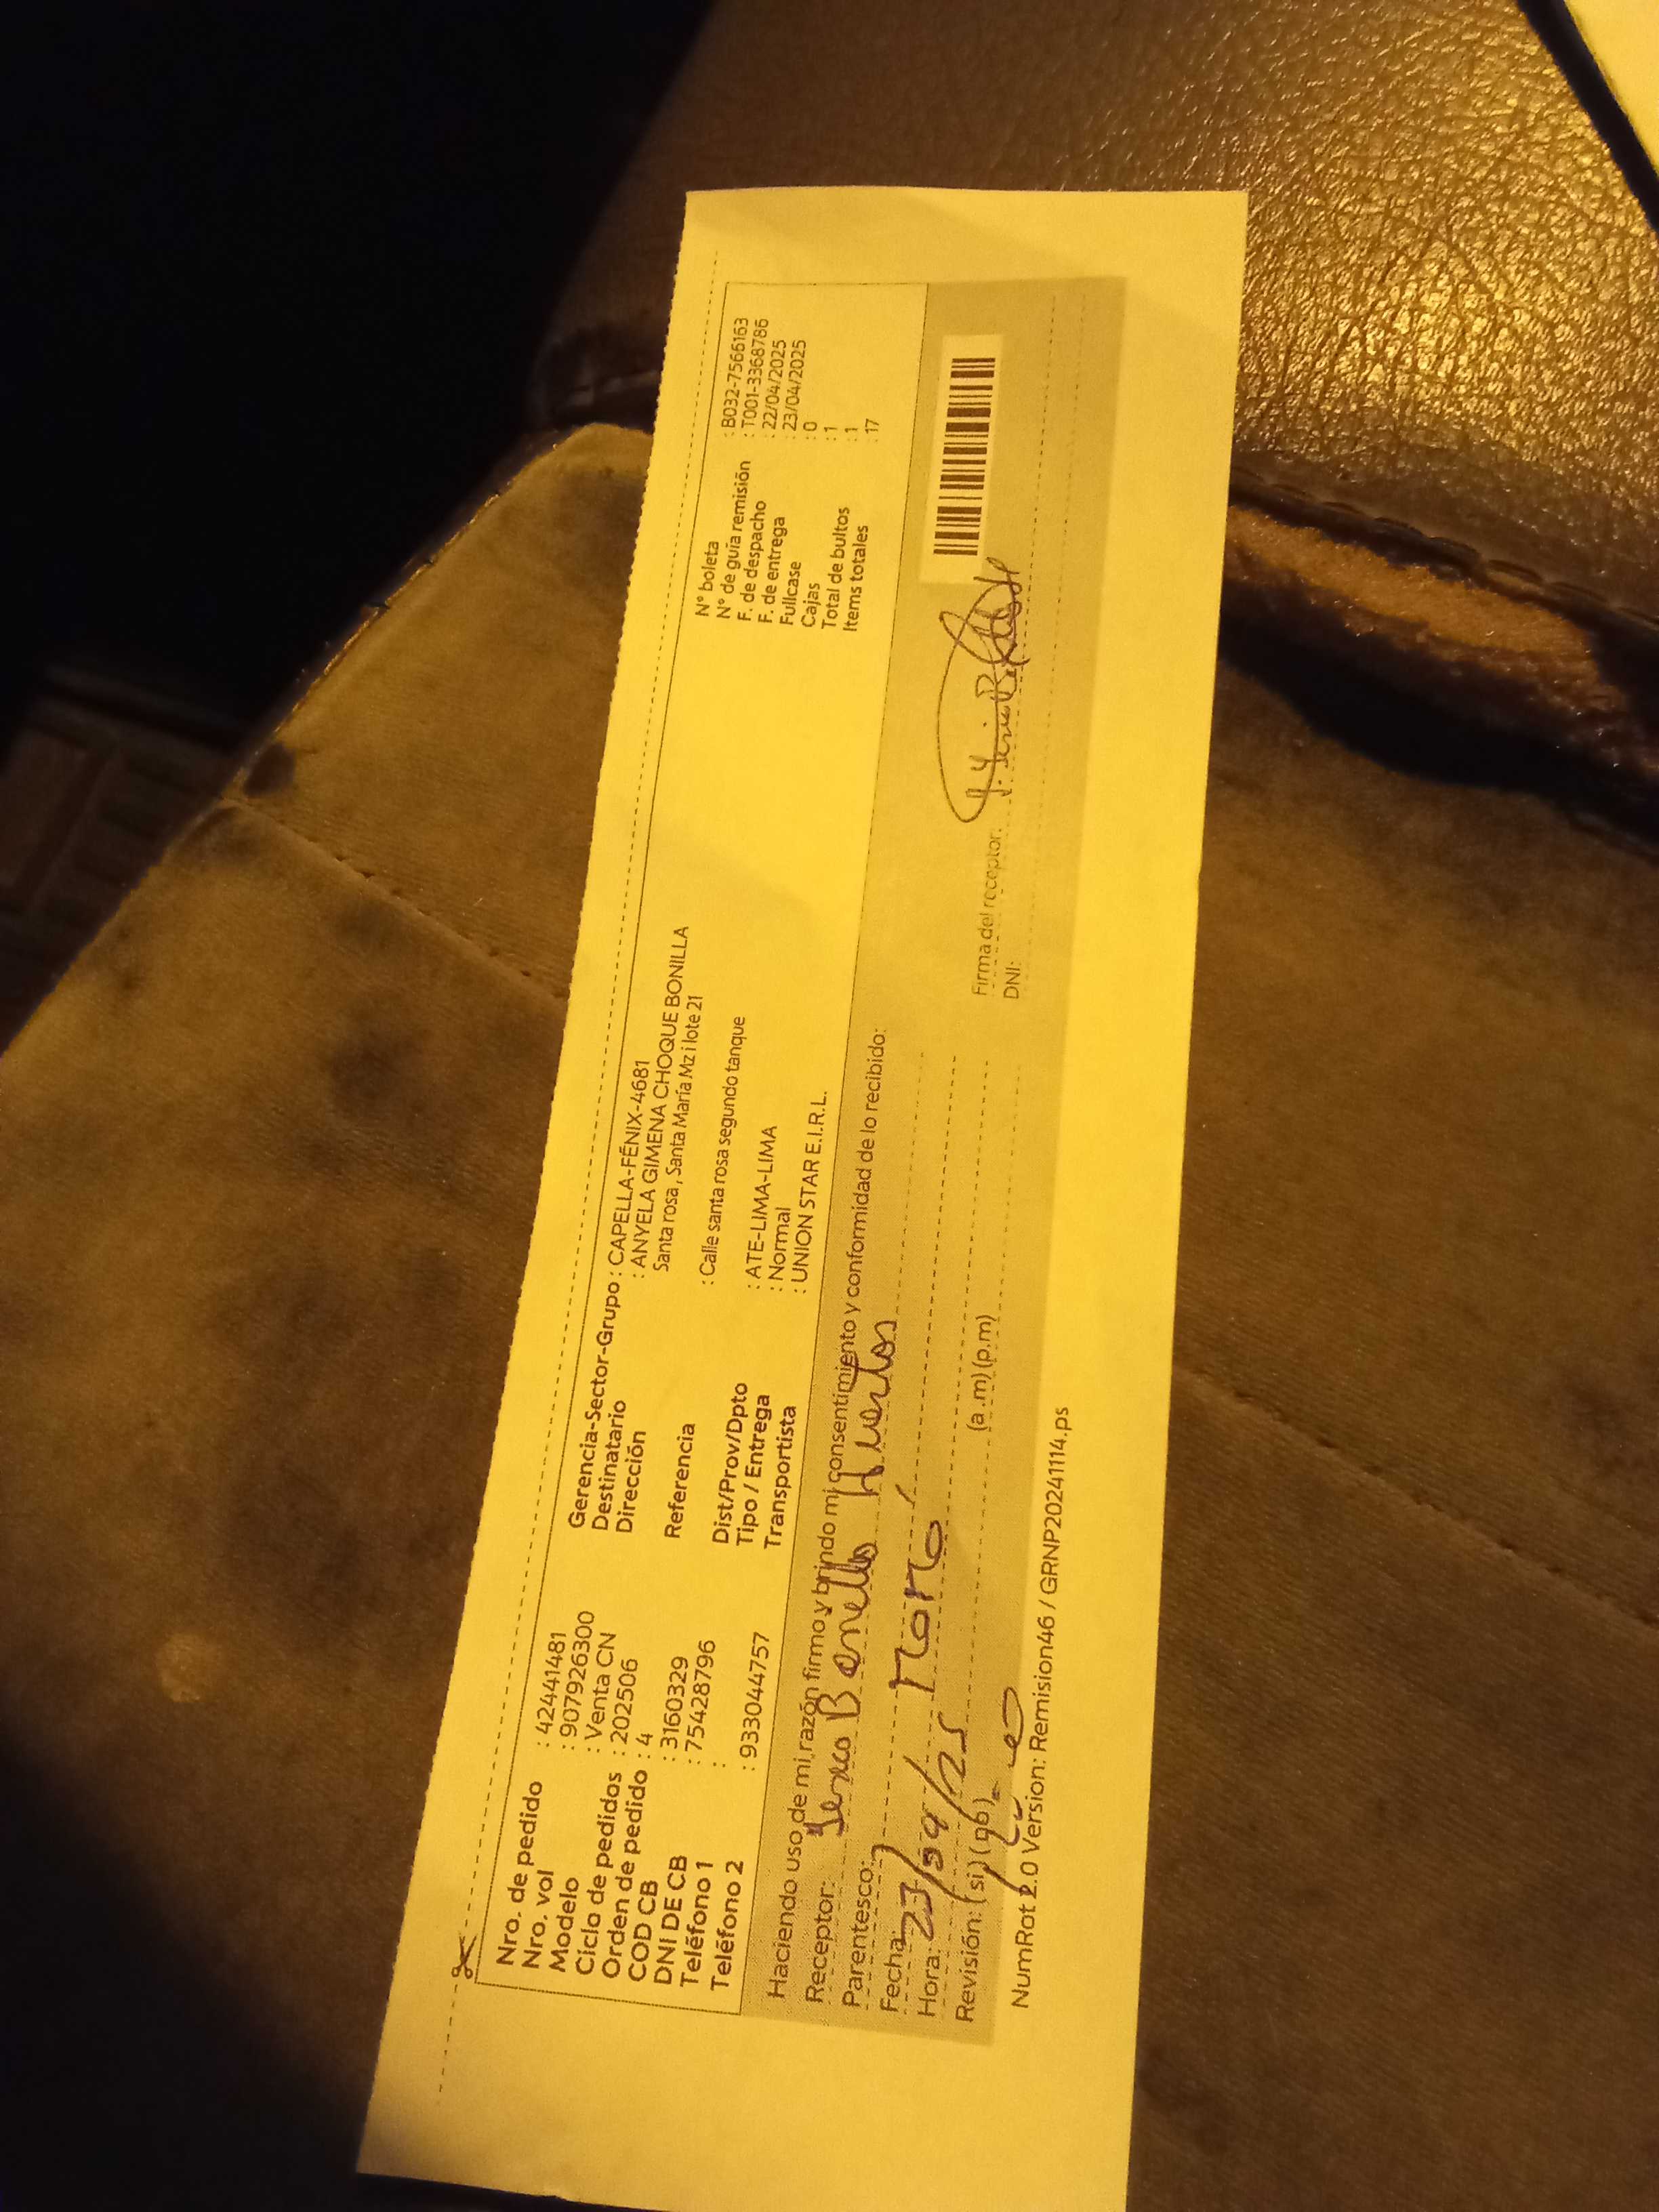 Nro. de pedido : 42441481
Nro. vol : 907926300
Modelo : Venta CN
Ciclo de pedidos : 202506
Orden de pedido : 4
COD CB : 3160329
DNI DE CB : 75428796
Teléfono 1 :
Teléfono 2 : 933044757
Gerencia-Sector-Grupo : CAPELLA-FÉNIX-4681
Destinatario : ANYELA GIMENA CHOQUE BONILLA
Dirección Santa rosa , Santa María Mz i lote 21
Referencia : Calle santa rosa segundo tanque
Dist/Prov/Dpto : ATE-LIMA-LIMA
Tipo / Entrega : Normal
Transportista : UNION STAR E.I.R.L.
N° boleta : B032-7566163
N° de guía remisión : T001-3368786
F. de despacho : 22/04/2025
F. de entrega : 23/04/2025
Fullcase : 0
Cajas : 1
Total de bultos : 1
Items totales : 17
Haciendo uso de mi razón firmo y brindo mi consentimiento y conformidad de lo recibido:
Receptor: Huertos
Parentesco:
Fecha: 23/04/25
Hora: (a.m) (p.m)
Revisión: (si) (no)
Firma del receptor:
DNI:
NumRot 2.0 Version: Remision46 / GRNP20241114.ps